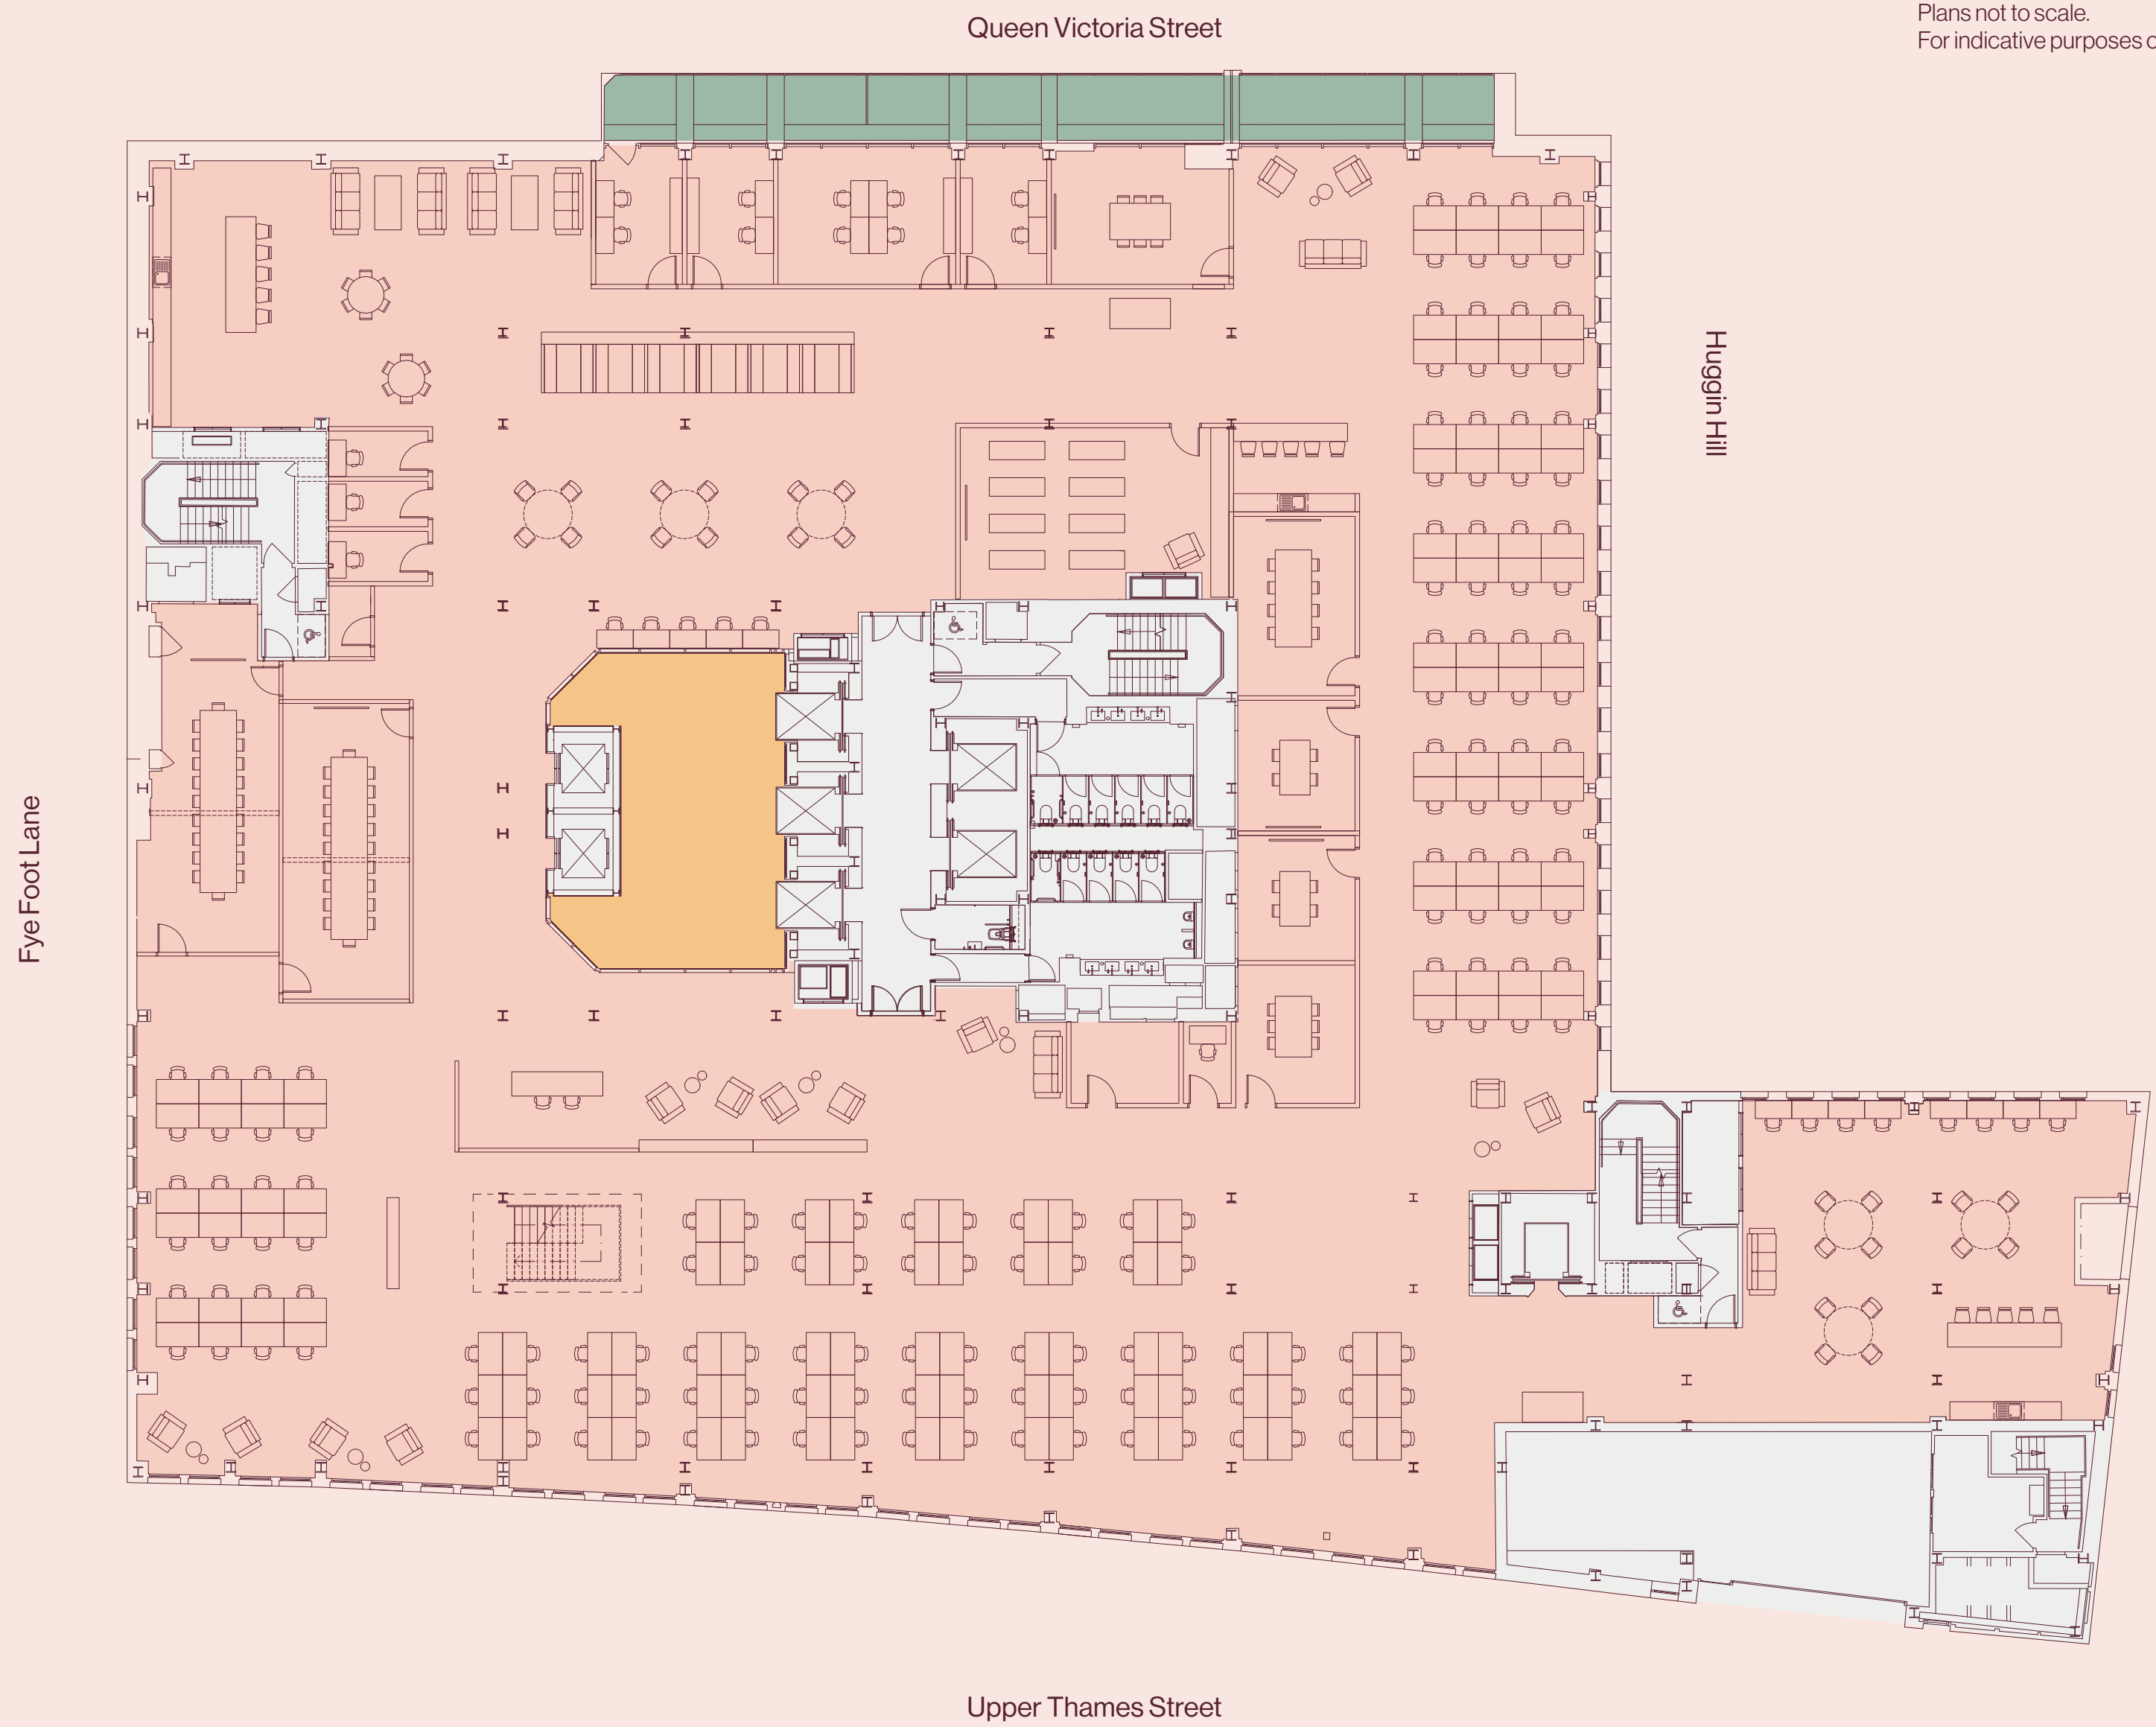 Queen Victoria Street
Plans not to scale.
For indicative purposes o
Huggin Hill
Fye Foot Lane
Upper Thames Street